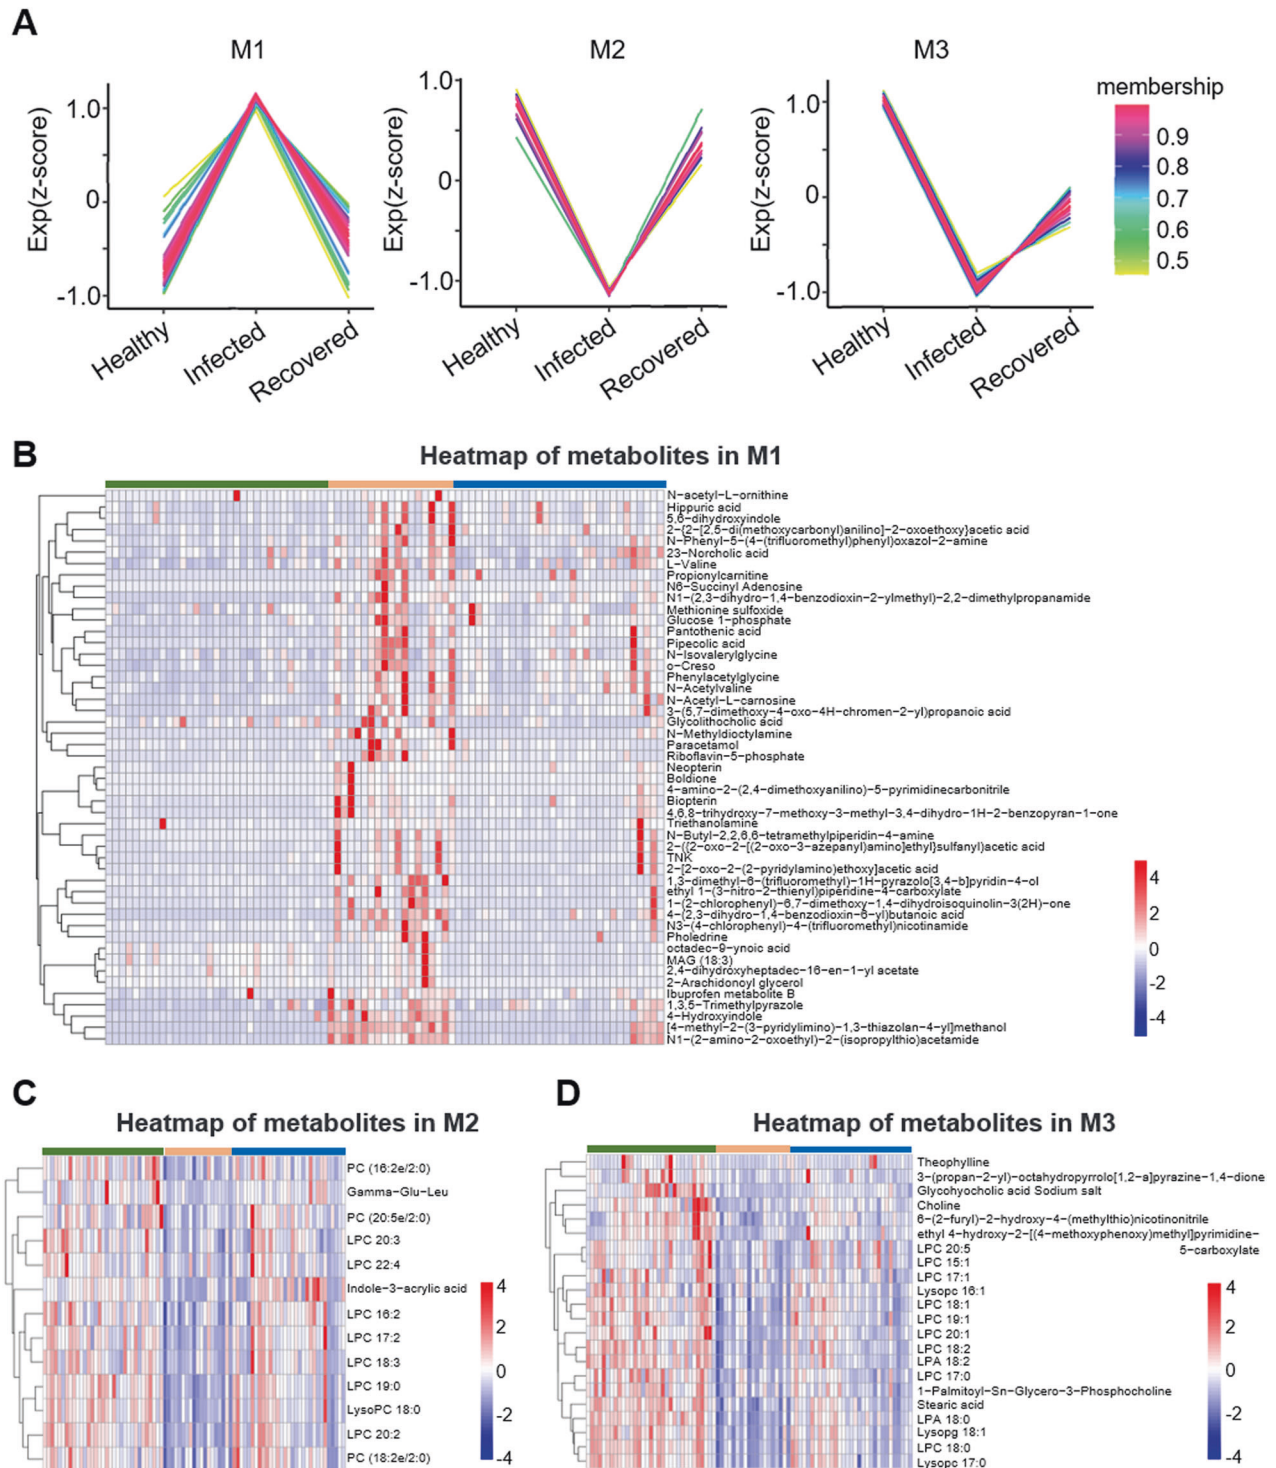 A
M1
M2
M3
membership
Exp(z-score)
1.0
0
-1.0
Healthy
Infected
Recovered
Exp(z-score)
1.0
0
-1.0
Healthy
Infected
Recovered
Exp(z-score)
1.0
0
-1.0
Healthy
Infected
Recovered
0.9
0.8
0.7
0.6
0.5
B
Heatmap of metabolites in M1
N-acetyl-L-ornithine
Hippuric acid
5,6-dihydroxyindole
2-{2-[2,5-di(methoxycarbonyl)anilino]-2-oxoethoxy}acetic acid
N-Phenyl-5-(4-(trifluoromethyl)phenyl)oxazol-2-amine
23-Norcholic acid
L-Valine
Propionylcarnitine
N6-Succinyl Adenosine
N1-(2,3-dihydro-1,4-benzodioxin-2-ylmethyl)-2,2-dimethylpropanamide
Methionine sulfoxide
Glucose 1-phosphate
Pantothenic acid
Pipecolic acid
N-Isovalerylglycine
o-Creso
Phenylacetylglycine
N-Acetylvaline
N-Acetyl-L-carnosine
3-(5,7-dimethoxy-4-oxo-4H-chromen-2-yl)propanoic acid
Glycolithocholic acid
N-Methyldioctylamine
Paracetamol
Riboflavin-5-phosphate
Neopterin
Boldione
4-amino-2-(2,4-dimethoxyanilino)-5-pyrimidinecarbonitrile
Biopterin
4,6,8-trihydroxy-7-methoxy-3-methyl-3,4-dihydro-1H-2-benzopyran-1-one
Triethanolamine
N-Butyl-2,2,6,6-tetramethylpiperidin-4-amine
2-({2-oxo-2-[(2-oxo-3-azepanyl)amino]ethyl}sulfanyl)acetic acid
TNK
2-[2-oxo-2-(2-pyridylamino)ethoxy]acetic acid
1,3-dimethyl-6-(trifluoromethyl)-1H-pyrazolo[3,4-b]pyridin-4-ol
ethyl 1-(3-nitro-2-thienyl)piperidine-4-carboxylate
1-(2-chlorophenyl)-6,7-dimethoxy-1,4-dihydroisoquinolin-3(2H)-one
4-(2,3-dihydro-1,4-benzodioxin-6-yl)butanoic acid
N3-(4-chlorophenyl)-4-(trifluoromethyl)nicotinamide
Pholedrine
octadec-9-ynoic acid
MAG (18:3)
2,4-dihydroxyheptadec-16-en-1-yl acetate
2-Arachidonoyl glycerol
Ibuprofen metabolite B
1,3,5-Trimethylpyrazole
4-Hydroxyindole
[4-methyl-2-(3-pyridylimino)-1,3-thiazolan-4-yl]methanol
N1-(2-amino-2-oxoethyl)-2-(isopropylthio)acetamide
4
2
0
-2
-4
C
Heatmap of metabolites in M2
PC (16:2e/2:0)
Gamma-Glu-Leu
PC (20:5e/2:0)
LPC 20:3
LPC 22:4
Indole-3-acrylic acid
LPC 16:2
LPC 17:2
LPC 18:3
LPC 19:0
LysoPC 18:0
LPC 20:2
PC (18:2e/2:0)
4
2
0
-2
-4
D
Heatmap of metabolites in M3
Theophylline
3-(propan-2-yl)-octahydropyrrolo[1,2-a]pyrazine-1,4-dione
Glycohyocholic acid Sodium salt
Choline
6-(2-furyl)-2-hydroxy-4-(methylthio)nicotinonitrile
ethyl 4-hydroxy-2-[(4-methoxyphenoxy)methyl]pyrimidine-
5-carboxylate
LPC 20:5
LPC 15:1
LPC 17:1
Lysopc 16:1
LPC 18:1
LPC 19:1
LPC 20:1
LPC 18:2
LPA 18:2
LPC 17:0
1-Palmitoyl-Sn-Glycero-3-Phosphocholine
Stearic acid
LPA 18:0
Lysopg 18:1
LPC 18:0
Lysopc 17:0
4
2
0
-2
-4